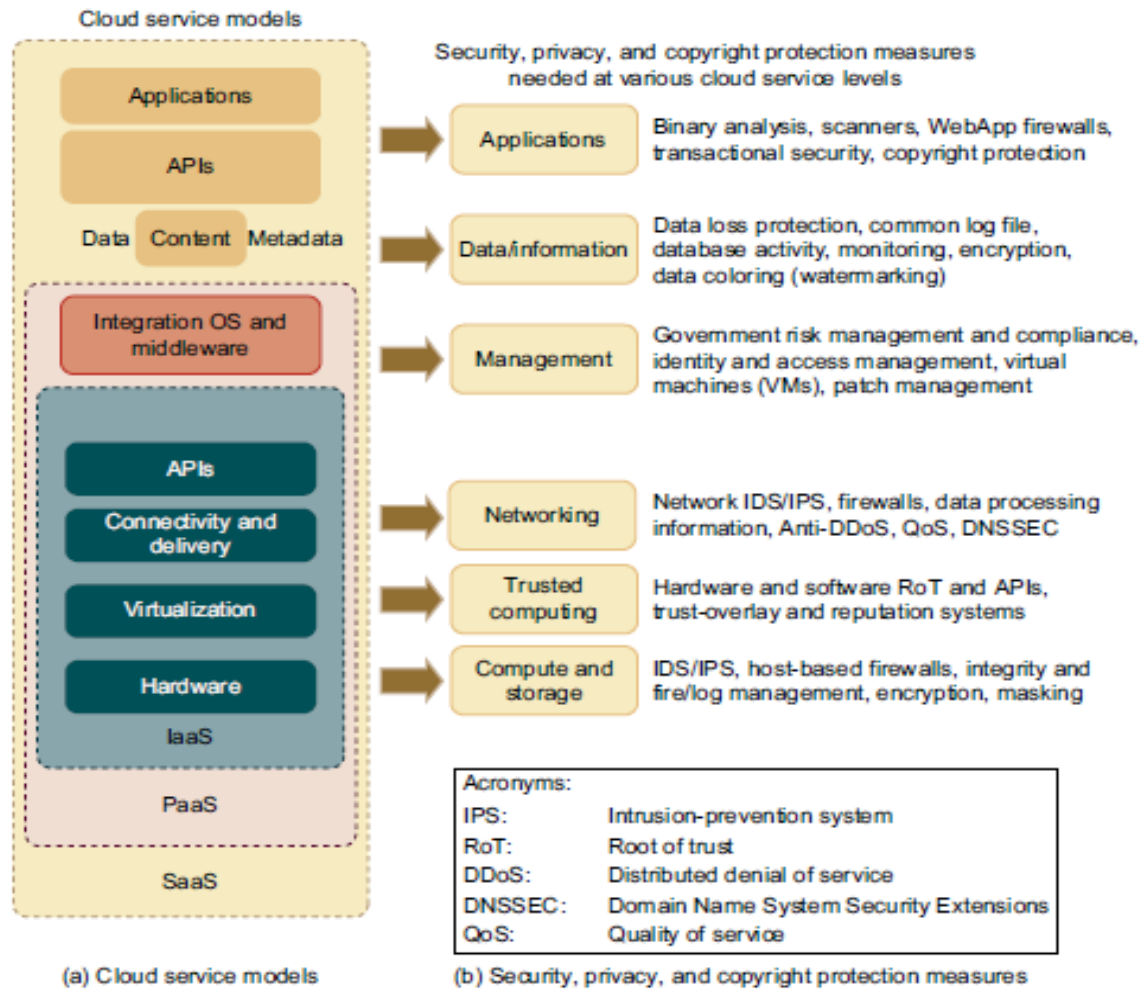 Cloud service models
Applications
APIs
Data
Content
Metadata
Integration OS and
middleware
APIs
Connectivity and
delivery
Virtualization
Hardware
IaaS
PaaS
SaaS
(a) Cloud service models
Security, privacy, and copyright protection measures
needed at various cloud service levels
Applications
Binary analysis, scanners, WebApp firewalls,
transactional security, copyright protection
Data/information
Data loss protection, common log file,
database activity, monitoring, encryption,
data coloring (watermarking)
Management
Government risk management and compliance,
identity and access management, virtual
machines (VMs), patch management
Networking
Network IDS/IPS, firewalls, data processing
information, Anti-DDoS, QoS, DNSSEC
Trusted
computing
Hardware and software RoT and APIs,
trust-overlay and reputation systems
Compute and
storage
IDS/IPS, host-based firewalls, integrity and
fire/log management, encryption, masking
Acronyms:
IPS: Intrusion-prevention system
RoT: Root of trust
DDoS: Distributed denial of service
DNSSEC: Domain Name System Security Extensions
QoS: Quality of service
(b) Security, privacy, and copyright protection measures